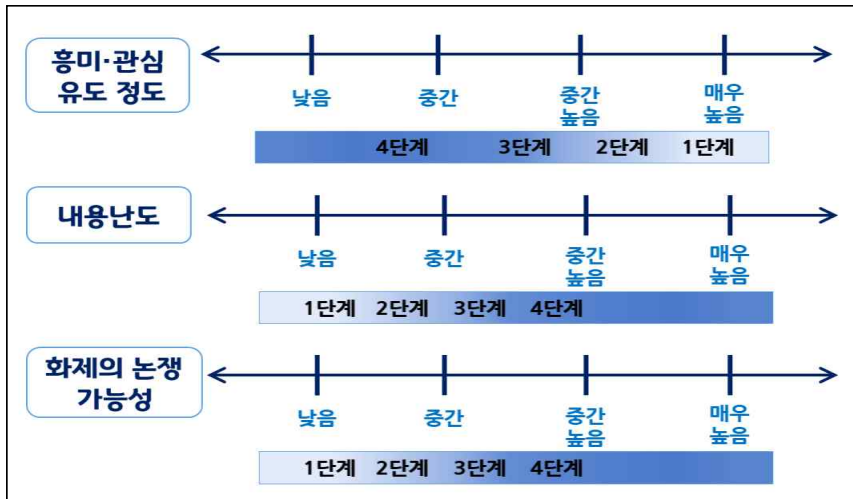 흥미·관심
유도 정도
낮음 중간 중간 높음 매우 높음
4단계 3단계 2단계 1단계
내용난도
낮음 중간 중간 높음 매우 높음
1단계 2단계 3단계 4단계
화제의 논쟁
가능성
낮음 중간 중간 높음 매우 높음
1단계 2단계 3단계 4단계